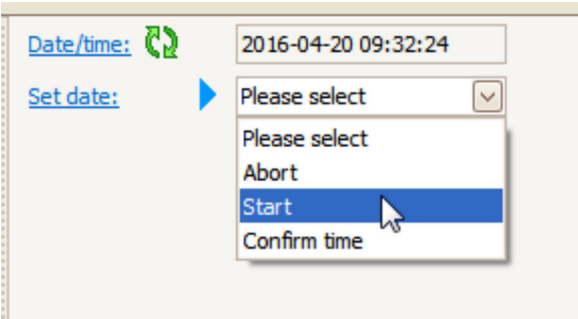 Date/time: 2016-04-20 09:32:24
Set date: Please select
Please select
Abort
Start
Confirm time